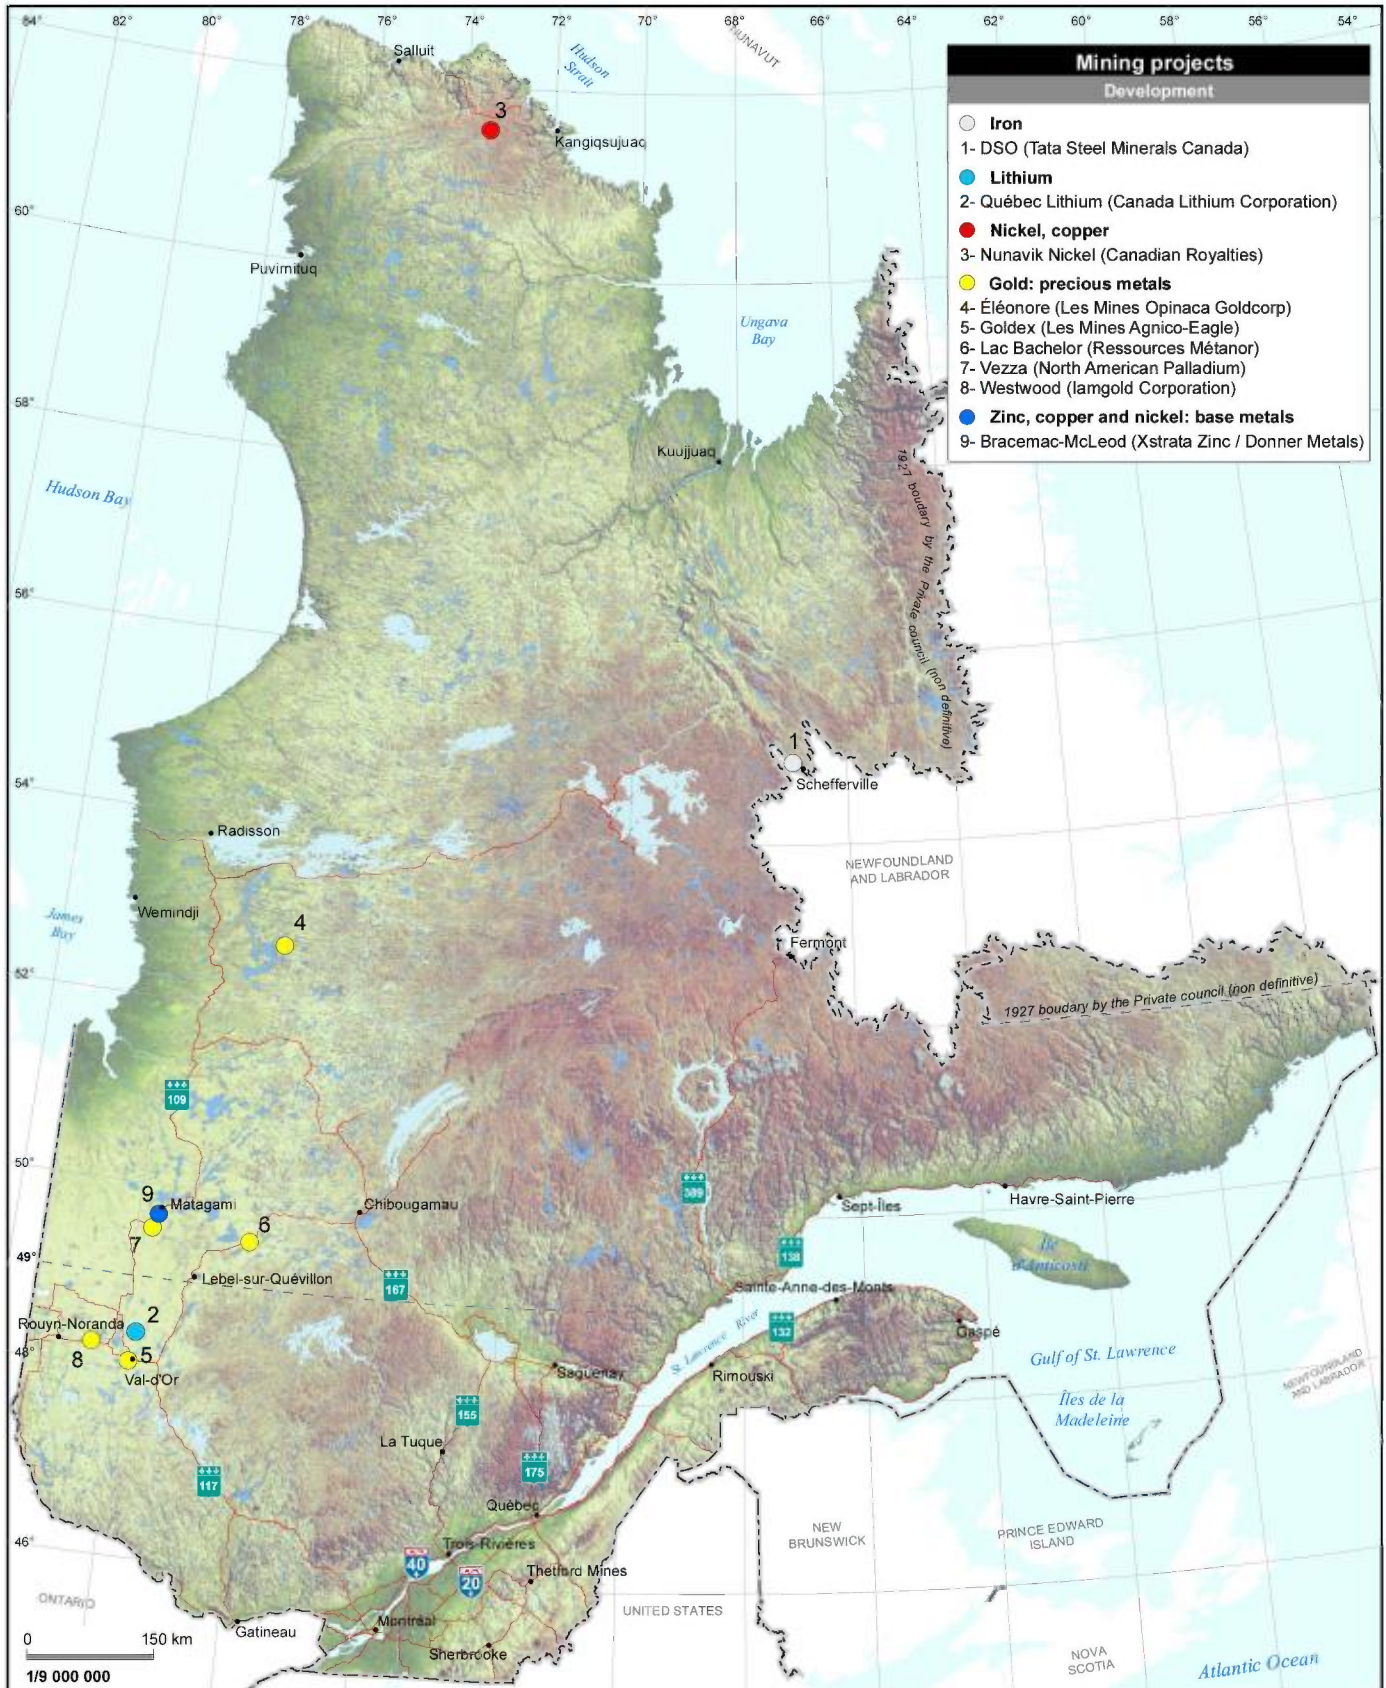 84° 82° 80° 78° 76° 74° 72° 70° 68° 66° 64° 62° 60° 58° 56° 54°
Mining projects
Development
Iron
1- DSO (Tata Steel Minerals Canada)
Lithium
2- Québec Lithium (Canada Lithium Corporation)
Nickel, copper
3- Nunavik Nickel (Canadian Royalties)
Gold: precious metals
4- Éléonore (Les Mines Opinaca Goldcorp)
5- Goldex (Les Mines Agnico-Eagle)
6- Lac Bachelor (Ressources Métanor)
7- Vezza (North American Palladium)
8- Westwood (Iamgold Corporation)
Zinc, copper and nickel: base metals
9- Bracemac-McLeod (Xstrata Zinc / Donner Metals)
NUNAVUT
Salluit
Hudson
Strait
3
Kangiqsujuaq
60°
Puvirnituq
Ungava
Bay
58°
Kuujjuaq
Hudson Bay
1927 boudary by the Private council (non definitive)
56°
1
Schefferville
54°
Radisson
NEWFOUNDLAND
AND LABRADOR
Wemindji
James
Bay
4
Fermont
52°
1927 boudary by the Private council (non definitive)
109
50°
389
9
Matagami
Chibougamau
Sept-Îles
Havre-Saint-Pierre
7
6
49°
138
Île
d'Anticosti
Lebel-sur-Quévillon
167
Sainte-Anne-des-Monts
2
Rouyn-Noranda
St. Lawrence River
132
Gaspé
48°
8
5
Val-d'Or
Saguenay
Rimouski
Gulf of St. Lawrence
NEWFOUNDLAND
AND LABRADOR
Îles de la
Madeleine
155
La Tuque
175
117
Québec
46°
Trois-Rivières
NEW
BRUNSWICK
PRINCE EDWARD
ISLAND
40
20
Thetford Mines
ONTARIO
UNITED STATES
Gatineau
Montréal
Sherbrooke
NOVA
SCOTIA
Atlantic Ocean
0 150 km
1/9 000 000